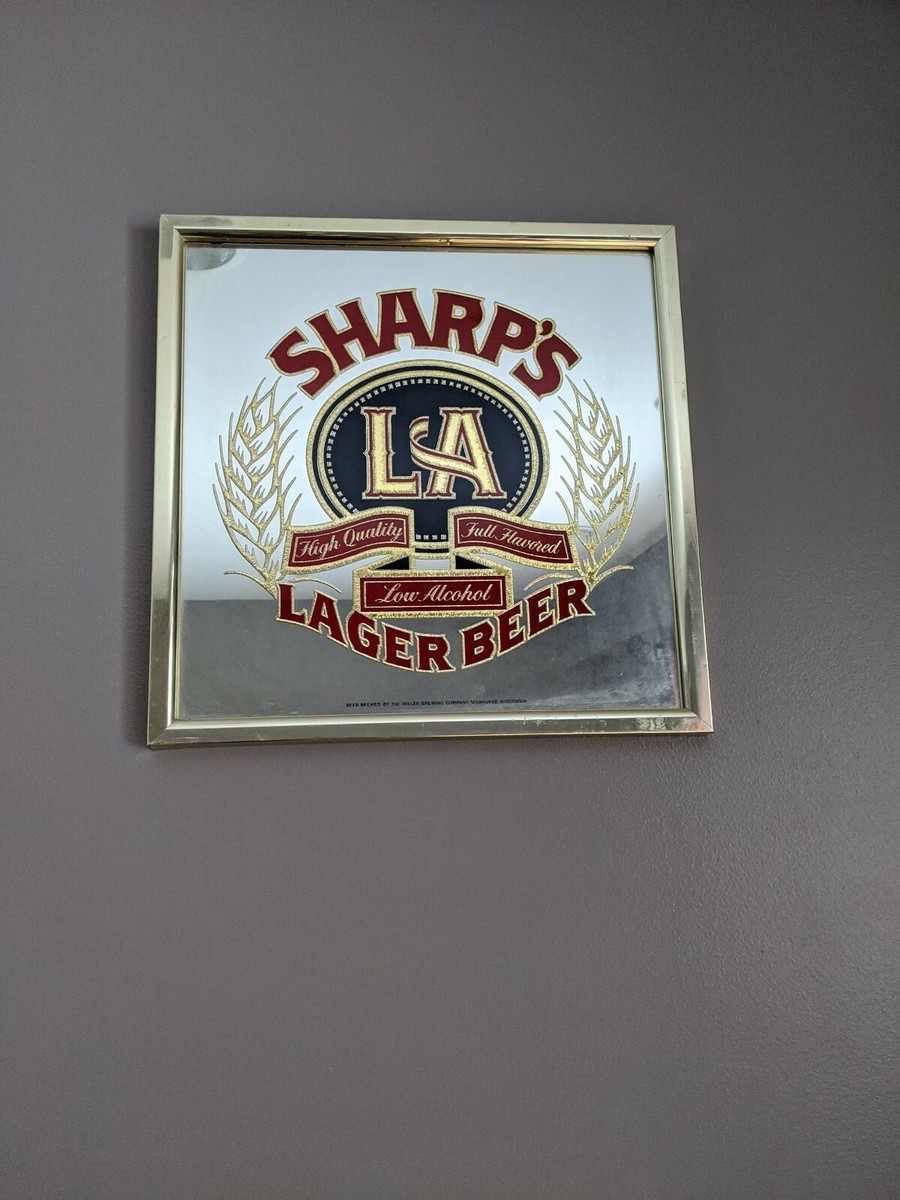 SHARP'S
LA
High Quality
Full Flavored
Low Alcohol
LAGER BEER
BEER BREWED BY THE MILLER BREWING COMPANY MILWAUKEE WISCONSIN